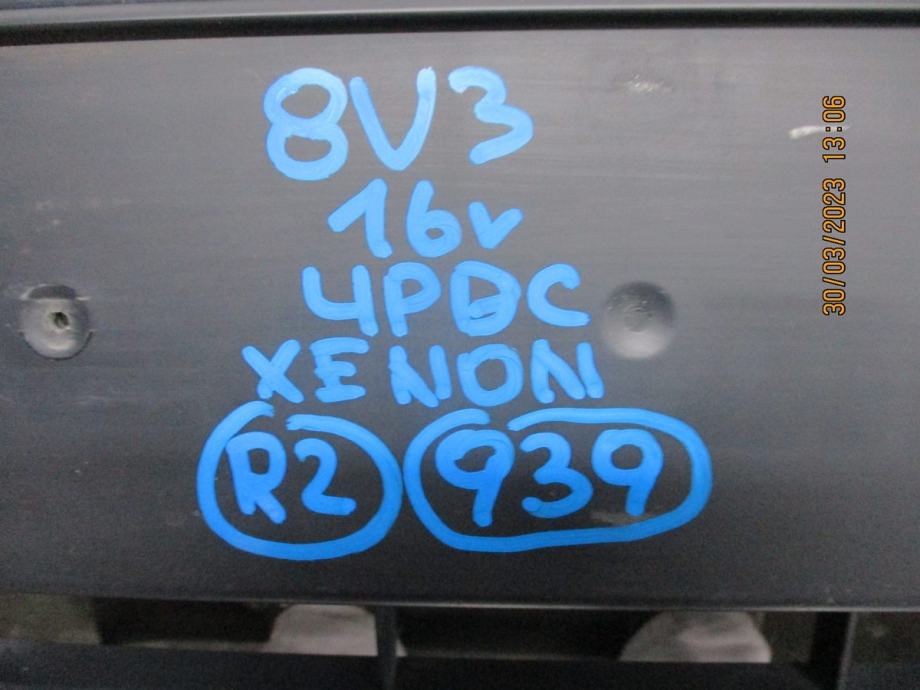 8V3
16v
4PDC
XENON
R2 939
30/03/2023 13:06